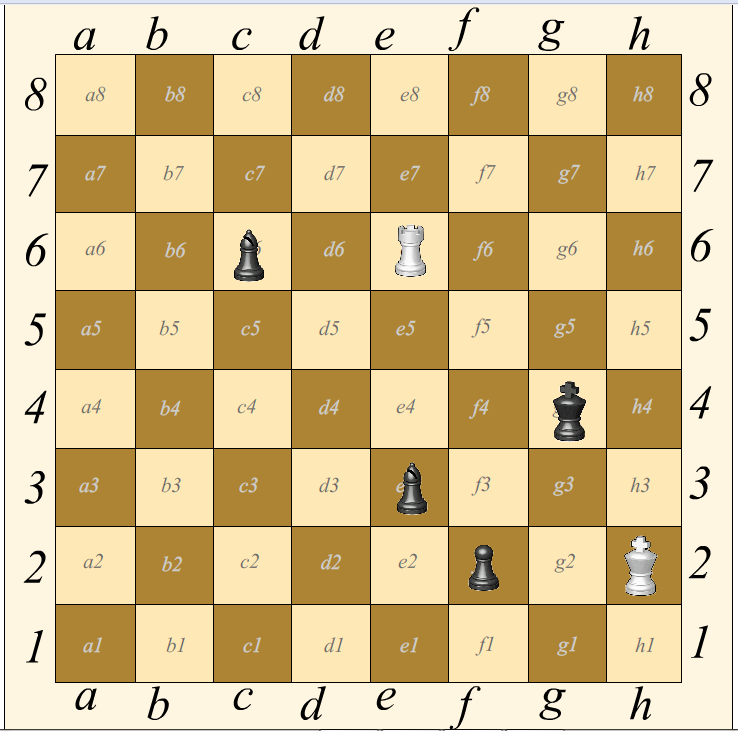 a b c d e f g h
8 a8 b8 c8 d8 e8 f8 g8 h8 8
7 a7 b7 c7 d7 e7 f7 g7 h7 7
6 a6 b6 d6 f6 g6 h6 6
5 a5 b5 c5 d5 e5 f5 g5 h5 5
4 a4 b4 c4 d4 e4 f4 h4 4
3 a3 b3 c3 d3 f3 g3 h3 3
2 a2 b2 c2 d2 e2 g2 2
1 a1 b1 c1 d1 e1 f1 g1 h1 1
a b c d e f g h